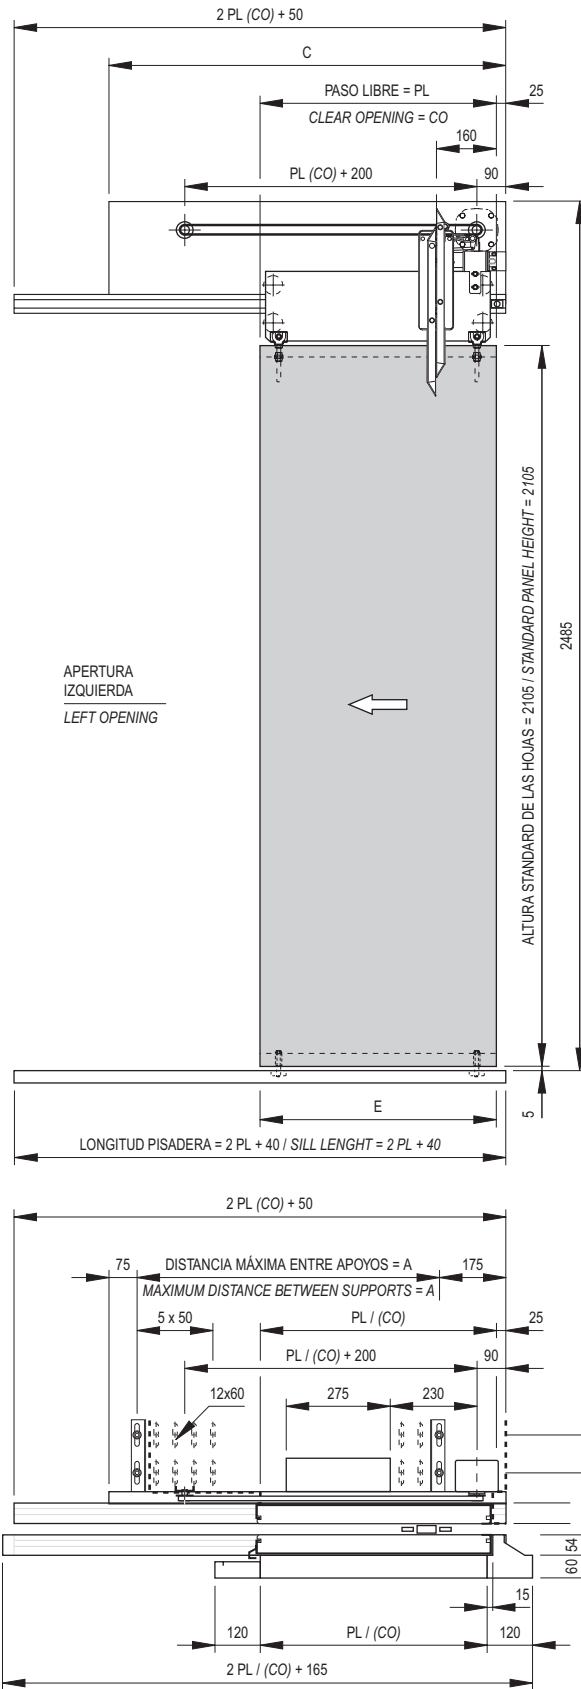 2 PL (CO) + 50
C
PASO LIBRE = PL
25
CLEAR OPENING = CO
160
PL (CO) + 200
90
APERTURA
IZQUIERDA
LEFT OPENING
ALTURA STANDARD DE LAS HOJAS = 2105 / STANDARD PANEL HEIGHT = 2105
2485
E
5
LONGITUD PISADERA = 2 PL + 40 / SILL LENGHT = 2 PL + 40
2 PL (CO) + 50
75
DISTANCIA MÁXIMA ENTRE APOYOS = A
175
MAXIMUM DISTANCE BETWEEN SUPPORTS = A
5 x 50
PL / (CO)
25
PL / (CO) + 200
90
12x60
275
230
54
60
15
120
PL / (CO)
120
2 PL / (CO) + 165